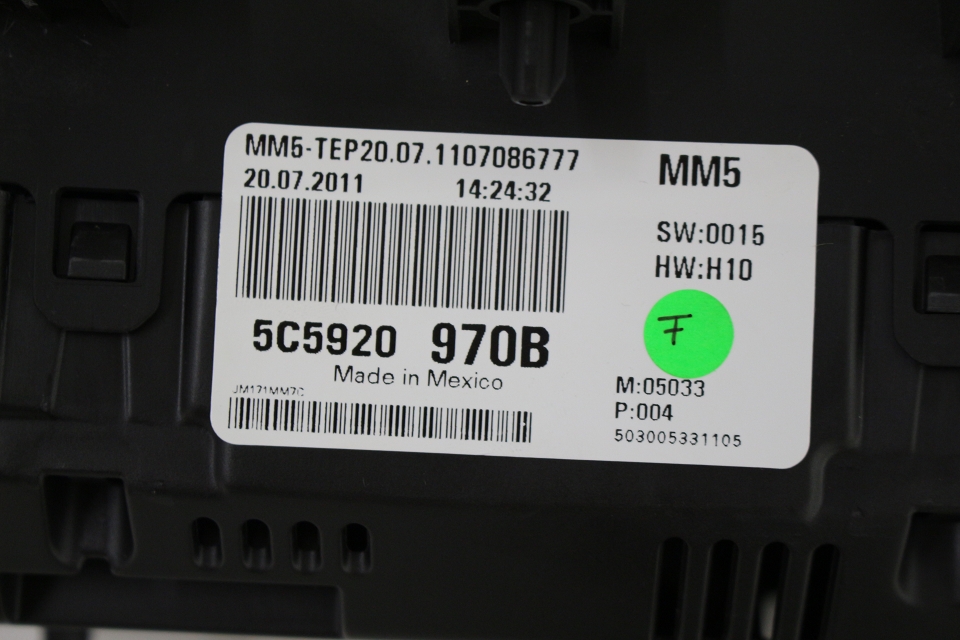 MM5-TEP20.07.1107086777
20.07.2011 14:24:32
5C5920 970B
Made in Mexico
JM171MM7C
MM5
SW:0015
HW:H10
F
M:05033
P:004
503005331105